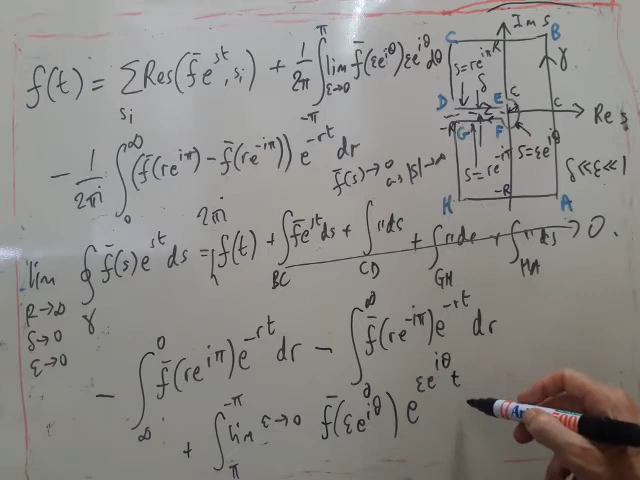 f(t) = Σ_{s_i} Res(f̄ e^{st}, s_i) + 1/2π ∫_{-π}^{π} lim_{ε→0} f̄(εe^{iθ}) εe^{iθ} dθ
- 1/2πi ∫_0^∞ (f̄(re^{iπ}) - f̄(re^{-iπ})) e^{-rt} dr
f̄(s)→0 as |s|→∞
lim_{R→∞ δ→0 ε→0} ∮_γ f̄(s) e^{st} ds = 2πi f(t) + ∫_{BC} f̄e^{st} ds + ∫_{CD} " ds + ∫_{GH} " ds + ∫_{HA} " ds → 0.
- ∫_∞^0 f̄(re^{iπ}) e^{-rt} dr - ∫_0^∞ f̄(re^{-iπ}) e^{-rt} dr
+ ∫_π^{-π} lim ε→0 f̄(εe^{iθ}) e^{εe^{iθ}t}
Im s
C
R
B
s=re^{iπ}
δ
γ
D
E
c
c
Re s
-R
G
F
s=re^{-iπ}
s=εe^{iθ}
δ≪ε≪1
-R
H
A